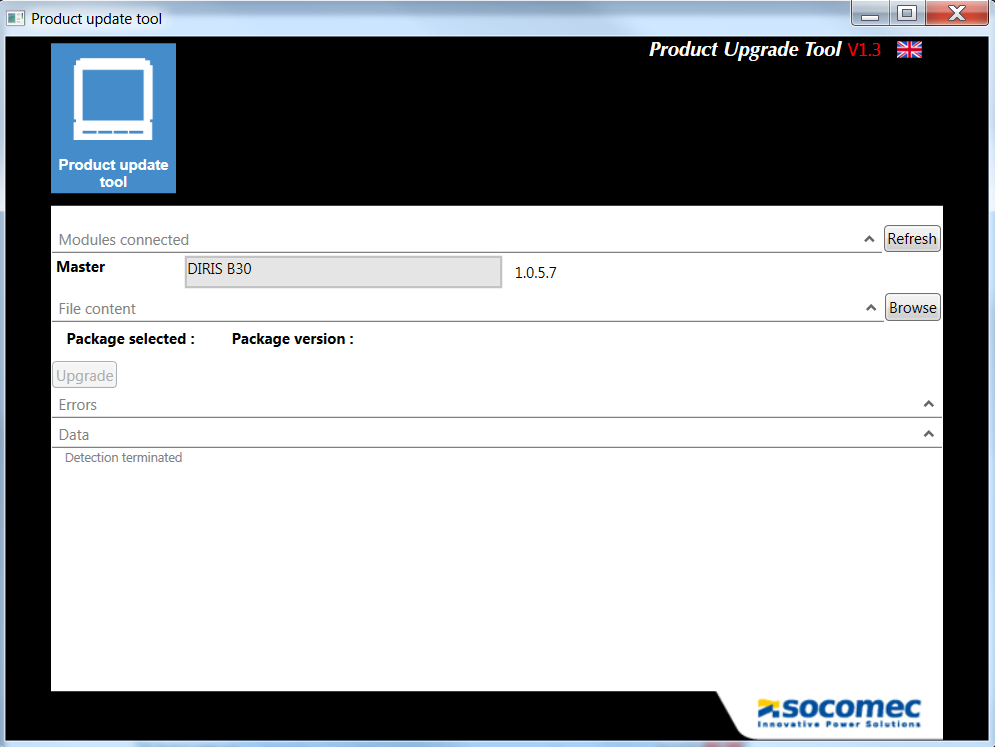 Product update tool
Product Upgrade Tool V1.3
Product update
tool
Modules connected
Refresh
Master
DIRIS B30
1.0.5.7
File content
Browse
Package selected :
Package version :
Upgrade
Errors
Data
Detection terminated
socomec
Innovative Power Solutions